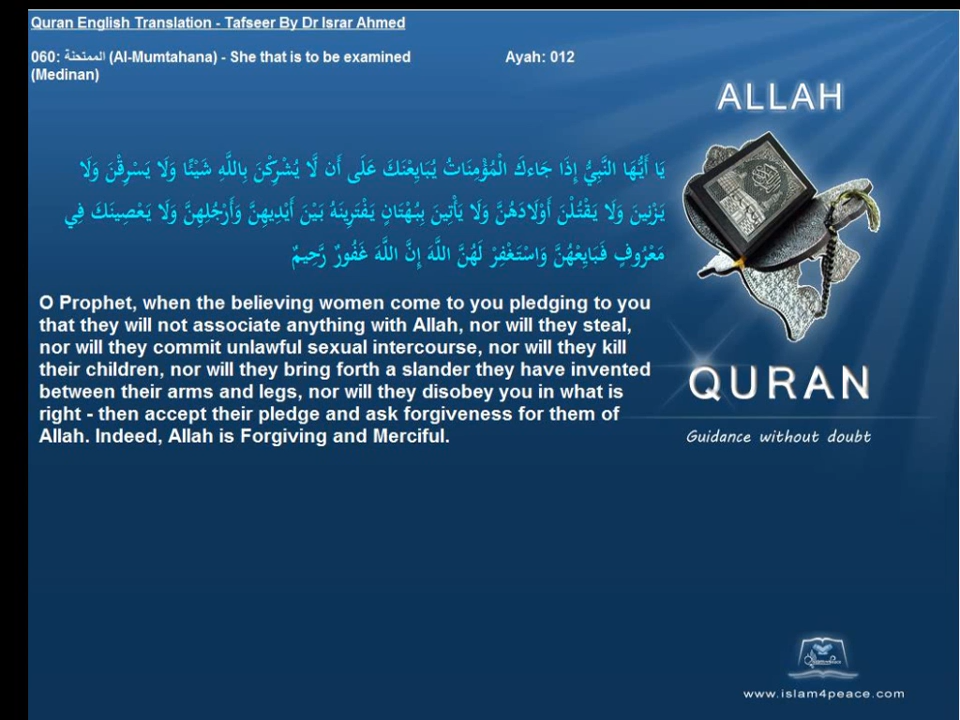 Quran English Translation - Tafseer By Dr Israr Ahmed
060: الممتحنة (Al-Mumtahana) - She that is to be examined
(Medinan)
Ayah: 012
ALLAH
يَا أَيُّهَا النَّبِيُّ إِذَا جَاءكَ الْمُؤْمِنَاتُ يُبَايِعْنَكَ عَلَى أَن لَّا يُشْرِكْنَ بِاللَّهِ شَيْئًا وَلَا يَسْرِقْنَ وَلَا
يَزْنِينَ وَلَا يَقْتُلْنَ أَوْلَادَهُنَّ وَلَا يَأْتِينَ بِبُهْتَانٍ يَفْتَرِينَهُ بَيْنَ أَيْدِيهِنَّ وَأَرْجُلِهِنَّ وَلَا يَعْصِينَكَ فِي
مَعْرُوفٍ فَبَايِعْهُنَّ وَاسْتَغْفِرْ لَهُنَّ اللَّهَ إِنَّ اللَّهَ غَفُورٌ رَّحِيمٌ
O Prophet, when the believing women come to you pledging to you
that they will not associate anything with Allah, nor will they steal,
nor will they commit unlawful sexual intercourse, nor will they kill
their children, nor will they bring forth a slander they have invented
between their arms and legs, nor will they disobey you in what is
right - then accept their pledge and ask forgiveness for them of
Allah. Indeed, Allah is Forgiving and Merciful.
QURAN
Guidance without doubt
www.islam4peace.com